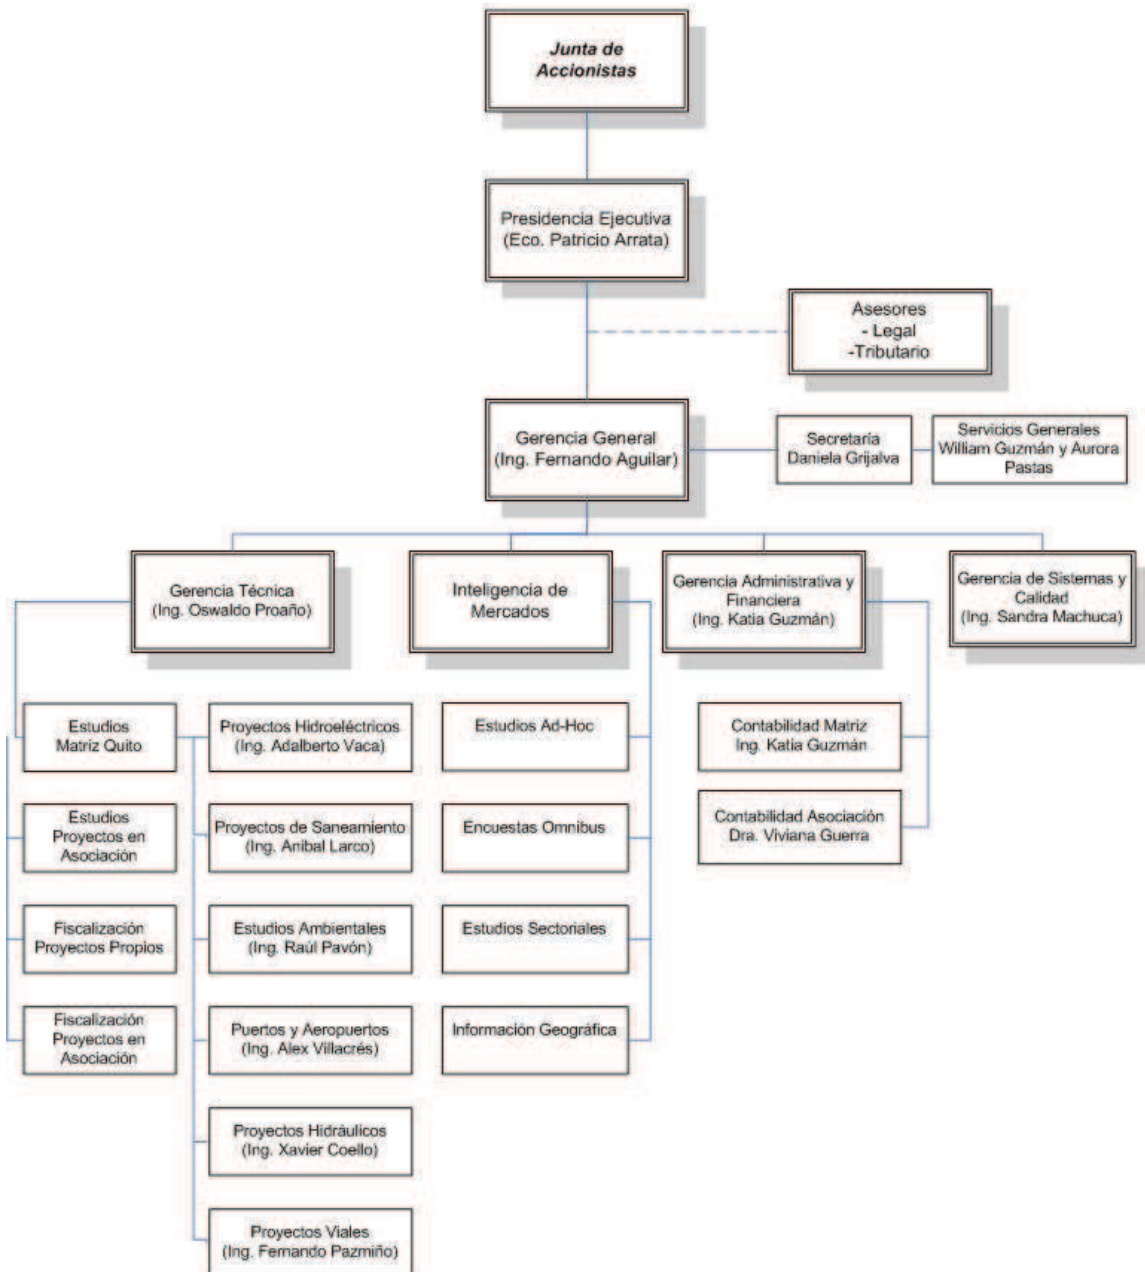 Junta de
Accionistas
Presidencia Ejecutiva
(Eco. Patricio Arrata)
Asesores
- Legal
-Tributario
Gerencia General
(Ing. Fernando Aguilar)
Secretaría
Daniela Grijalva
Servicios Generales
William Guzmán y Aurora
Pastas
Gerencia Técnica
(Ing. Oswaldo Proaño)
Inteligencia de
Mercados
Gerencia Administrativa y
Financiera
(Ing. Katia Guzmán)
Gerencia de Sistemas y
Calidad
(Ing. Sandra Machuca)
Estudios
Matriz Quito
Proyectos Hidroeléctricos
(Ing. Adalberto Vaca)
Estudios Ad-Hoc
Contabilidad Matriz
Ing. Katia Guzmán
Estudios
Proyectos en
Asociación
Proyectos de Saneamiento
(Ing. Anibal Larco)
Encuestas Omnibus
Contabilidad Asociación
Dra. Viviana Guerra
Fiscalización
Proyectos Propios
Estudios Ambientales
(Ing. Raúl Pavón)
Estudios Sectoriales
Fiscalización
Proyectos en
Asociación
Puertos y Aeropuertos
(Ing. Alex Villacrés)
Información Geográfica
Proyectos Hidráulicos
(Ing. Xavier Coello)
Proyectos Viales
(Ing. Fernando Pazmiño)